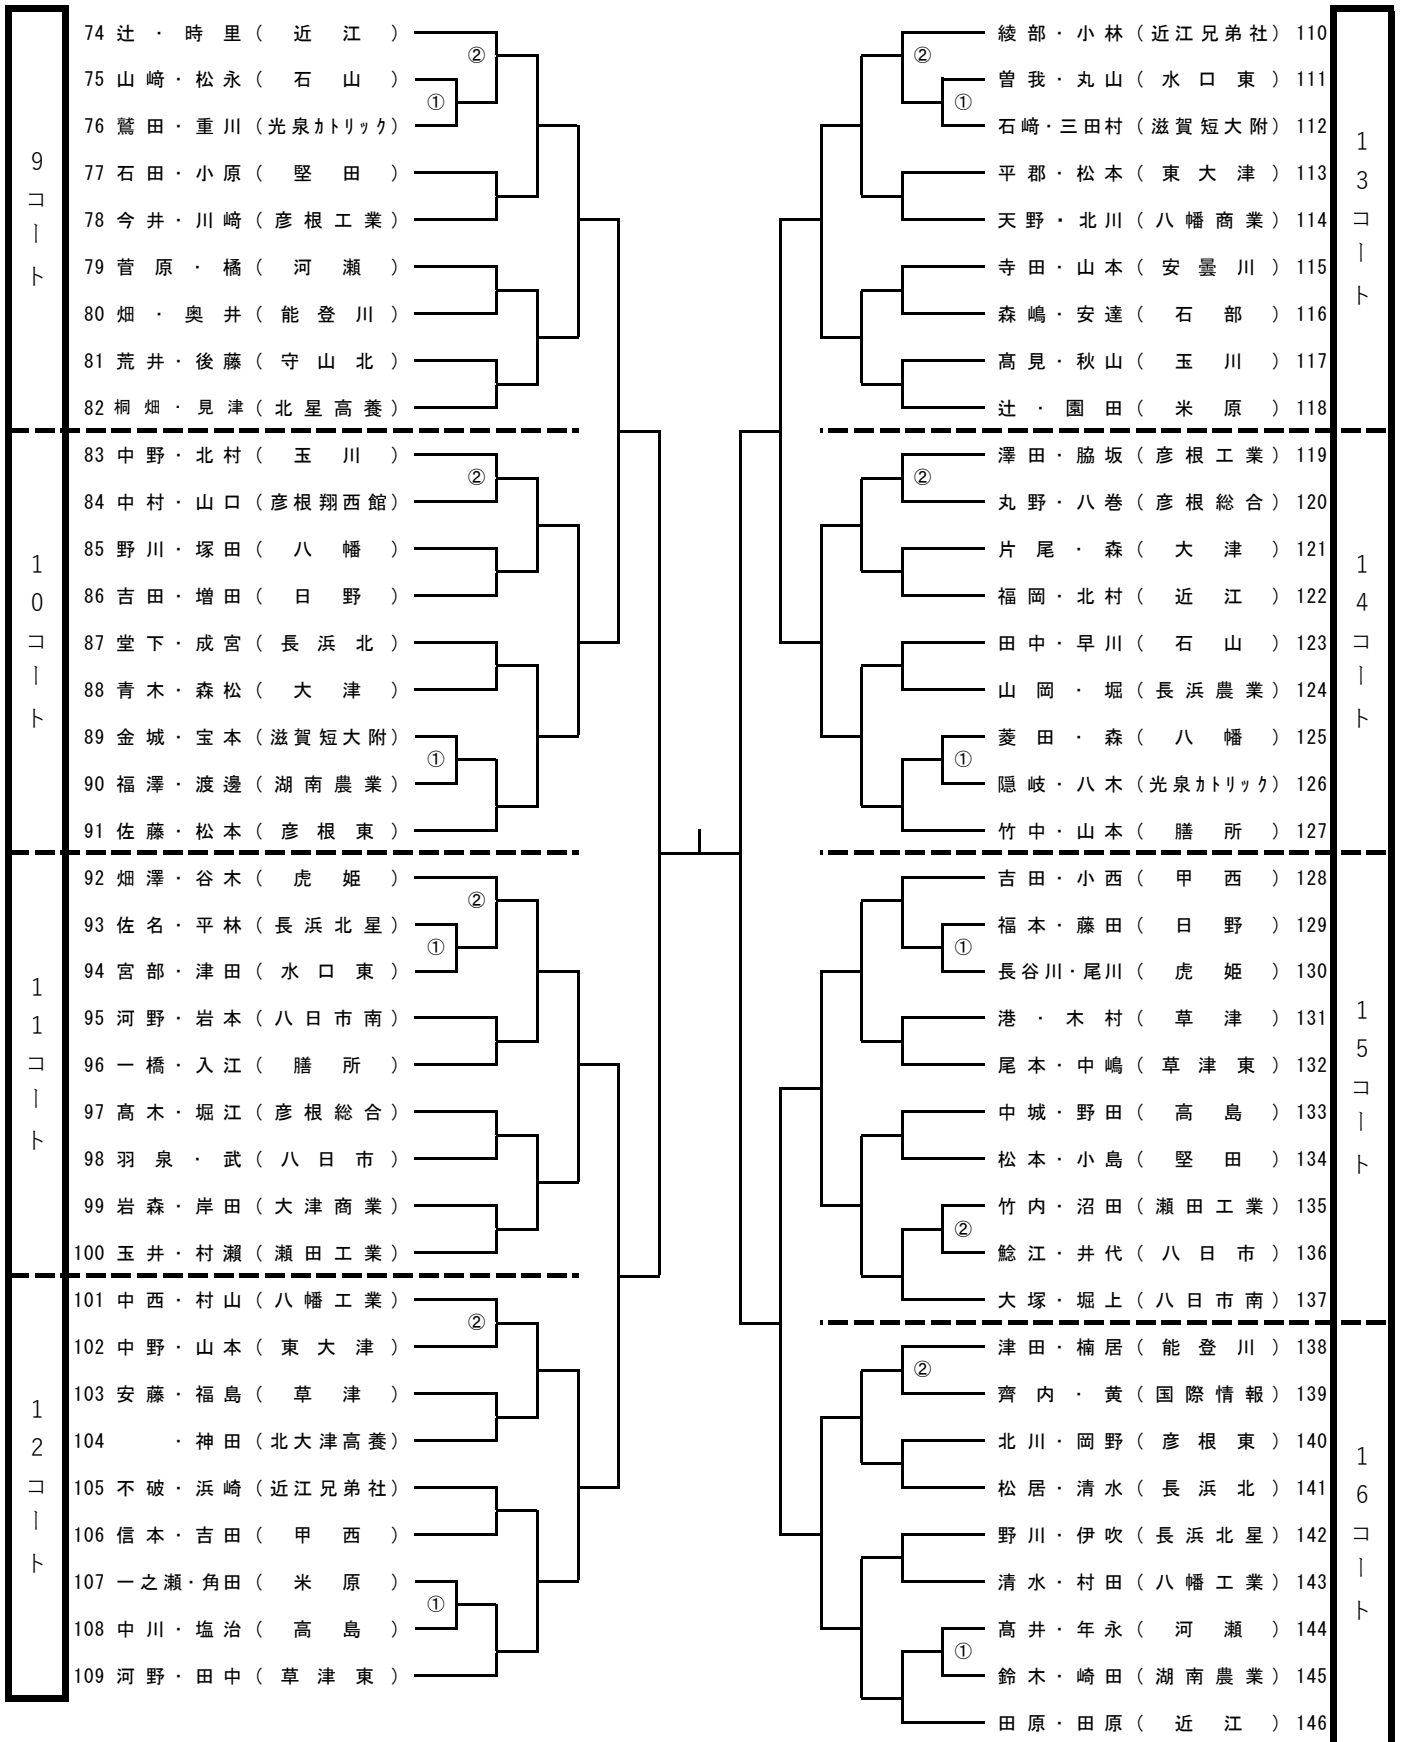 9コート
74 辻・時里(近江)
②
75 山﨑・松永(石山)
①
76 鷲田・重川(光泉カトリック)
77 石田・小原(堅田)
78 今井・川﨑(彦根工業)
79 菅原・橘(河瀬)
80 畑・奥井(能登川)
81 荒井・後藤(守山北)
82 桐畑・見津(北星高養)
10コート
83 中野・北村(玉川)
②
84 中村・山口(彦根翔西館)
85 野川・塚田(八幡)
86 吉田・増田(日野)
87 堂下・成宮(長浜北)
88 青木・森松(大津)
89 金城・宝本(滋賀短大附)
①
90 福澤・渡邊(湖南農業)
91 佐藤・松本(彦根東)
11コート
92 畑澤・谷木(虎姫)
②
93 佐名・平林(長浜北星)
①
94 宮部・津田(水口東)
95 河野・岩本(八日市南)
96 一橋・入江(膳所)
97 髙木・堀江(彦根総合)
98 羽泉・武(八日市)
99 岩森・岸田(大津商業)
100 玉井・村瀨(瀬田工業)
12コート
101 中西・村山(八幡工業)
②
102 中野・山本(東大津)
103 安藤・福島(草津)
104 ・神田(北大津高養)
105 不破・浜崎(近江兄弟社)
106 信本・吉田(甲西)
107 一之瀬・角田(米原)
①
108 中川・塩治(高島)
109 河野・田中(草津東)
13コート
綾部・小林(近江兄弟社) 110
②
曽我・丸山(水口東) 111
①
石﨑・三田村(滋賀短大附) 112
平郡・松本(東大津) 113
天野・北川(八幡商業) 114
寺田・山本(安曇川) 115
森嶋・安達(石部) 116
髙見・秋山(玉川) 117
辻・園田(米原) 118
14コート
澤田・脇坂(彦根工業) 119
②
丸野・八巻(彦根総合) 120
片尾・森(大津) 121
福岡・北村(近江) 122
田中・早川(石山) 123
山岡・堀(長浜農業) 124
菱田・森(八幡) 125
①
隠岐・八木(光泉カトリック) 126
竹中・山本(膳所) 127
15コート
吉田・小西(甲西) 128
福本・藤田(日野) 129
①
長谷川・尾川(虎姫) 130
港・木村(草津) 131
尾本・中嶋(草津東) 132
中城・野田(高島) 133
松本・小島(堅田) 134
竹内・沼田(瀬田工業) 135
②
鯰江・井代(八日市) 136
大塚・堀上(八日市南) 137
16コート
津田・楠居(能登川) 138
②
齊内・黄(国際情報) 139
北川・岡野(彦根東) 140
松居・清水(長浜北) 141
野川・伊吹(長浜北星) 142
清水・村田(八幡工業) 143
髙井・年永(河瀬) 144
①
鈴木・崎田(湖南農業) 145
田原・田原(近江) 146